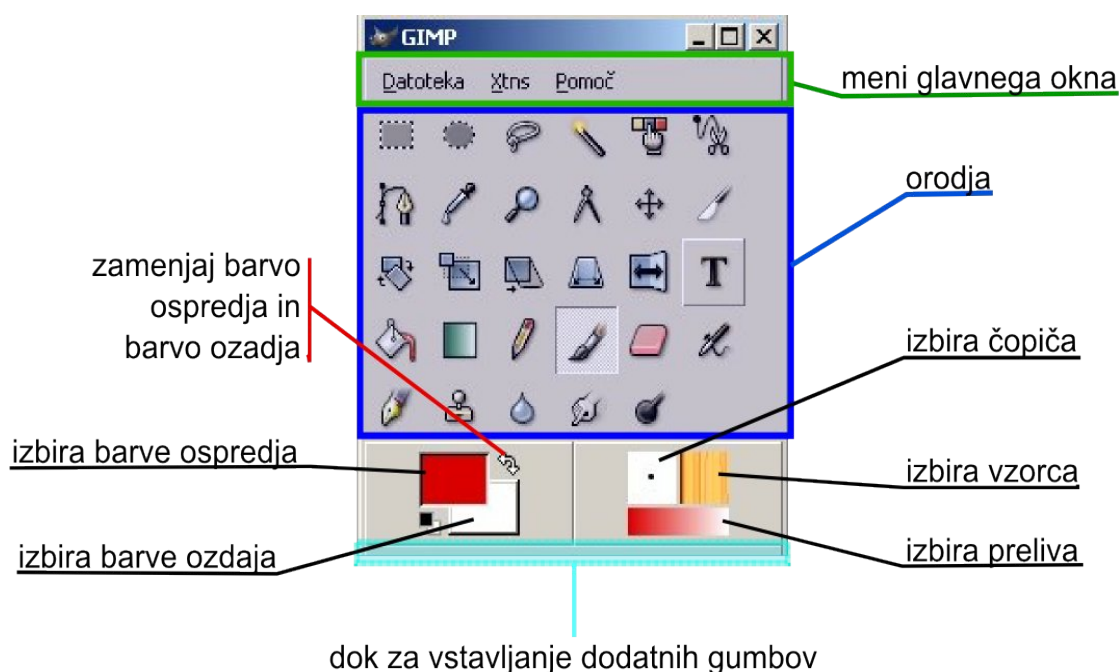 GIMP
Datoteka Xtns Pomoč
meni glavnega okna
orodja
zamenjaj barvo
ospredja in
barvo ozadja
izbira čopiča
izbira barve ospredja
izbira vzorca
izbira barve ozdaja
izbira preliva
dok za vstavljanje dodatnih gumbov